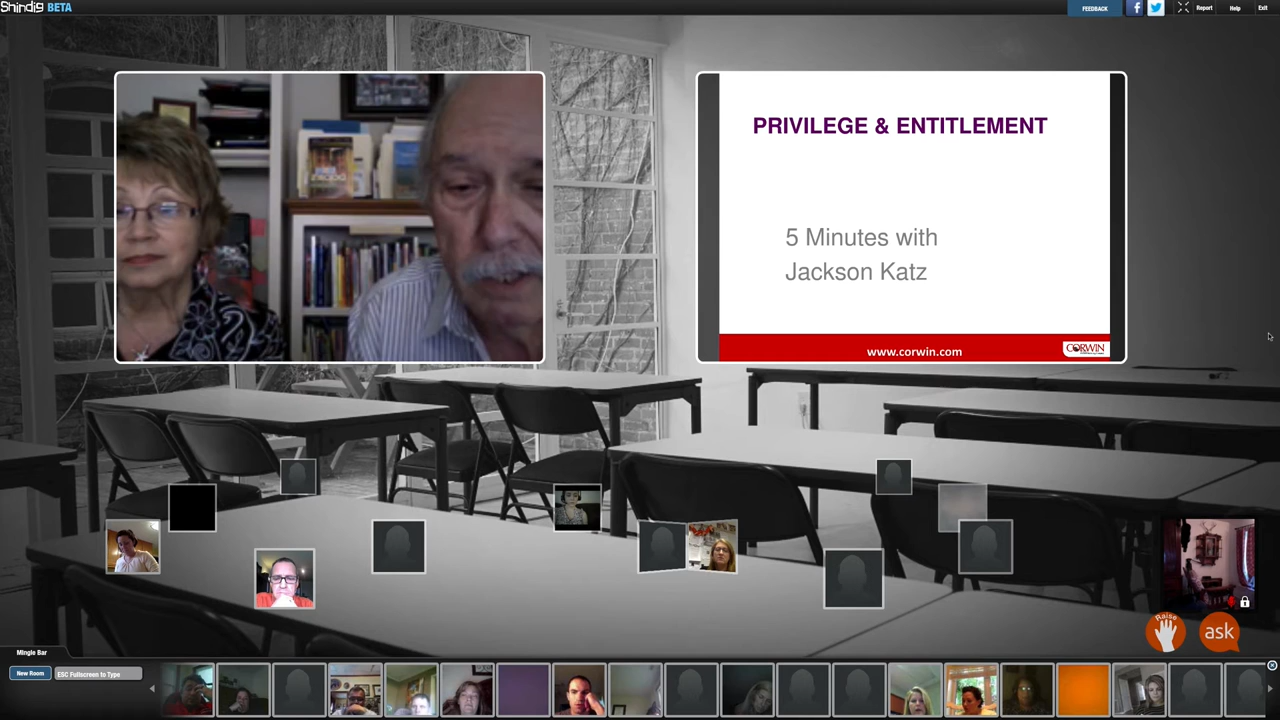 Shindig BETA
FEEDBACK
Report
Help
Exit
PRIVILEGE & ENTITLEMENT
5 Minutes with
Jackson Katz
www.corwin.com
CORWIN
Raise
ask
Mingle Bar
New Room
ESC Fullscreen to Type